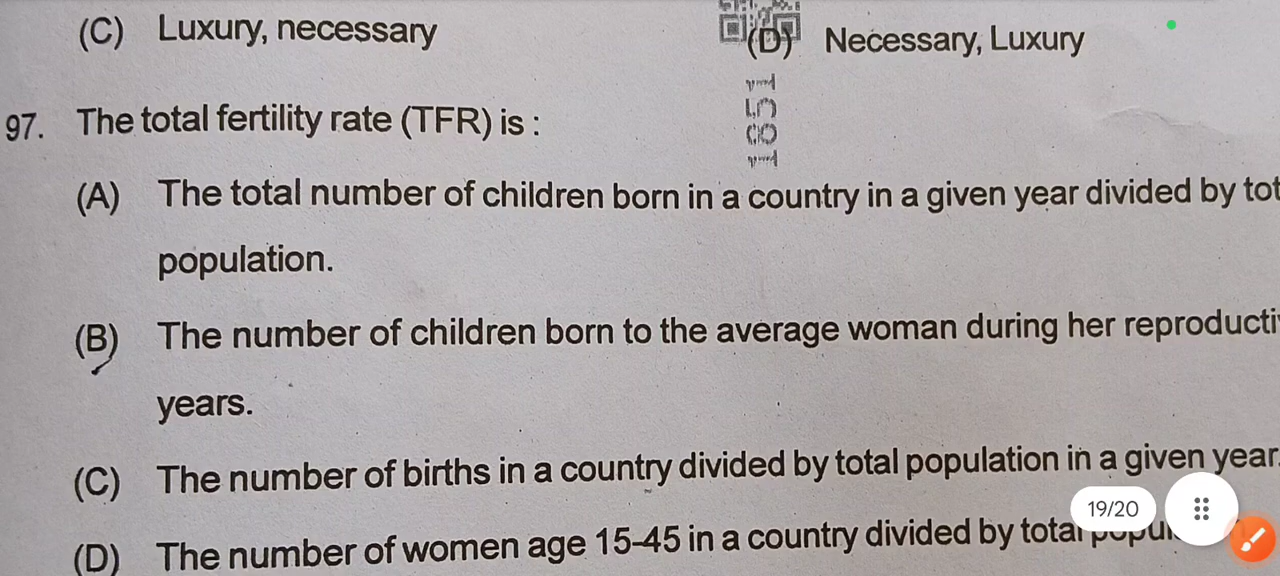 (C) Luxury, necessary (D) Necessary, Luxury
11851
97. The total fertility rate (TFR) is :
(A) The total number of children born in a country in a given year divided by
population.
(B) The number of children born to the average woman during her
years.
(C) The number of births in a country divided by total population in a given year.
19/20
(D) The number of women age 15-45 in a country divided by total